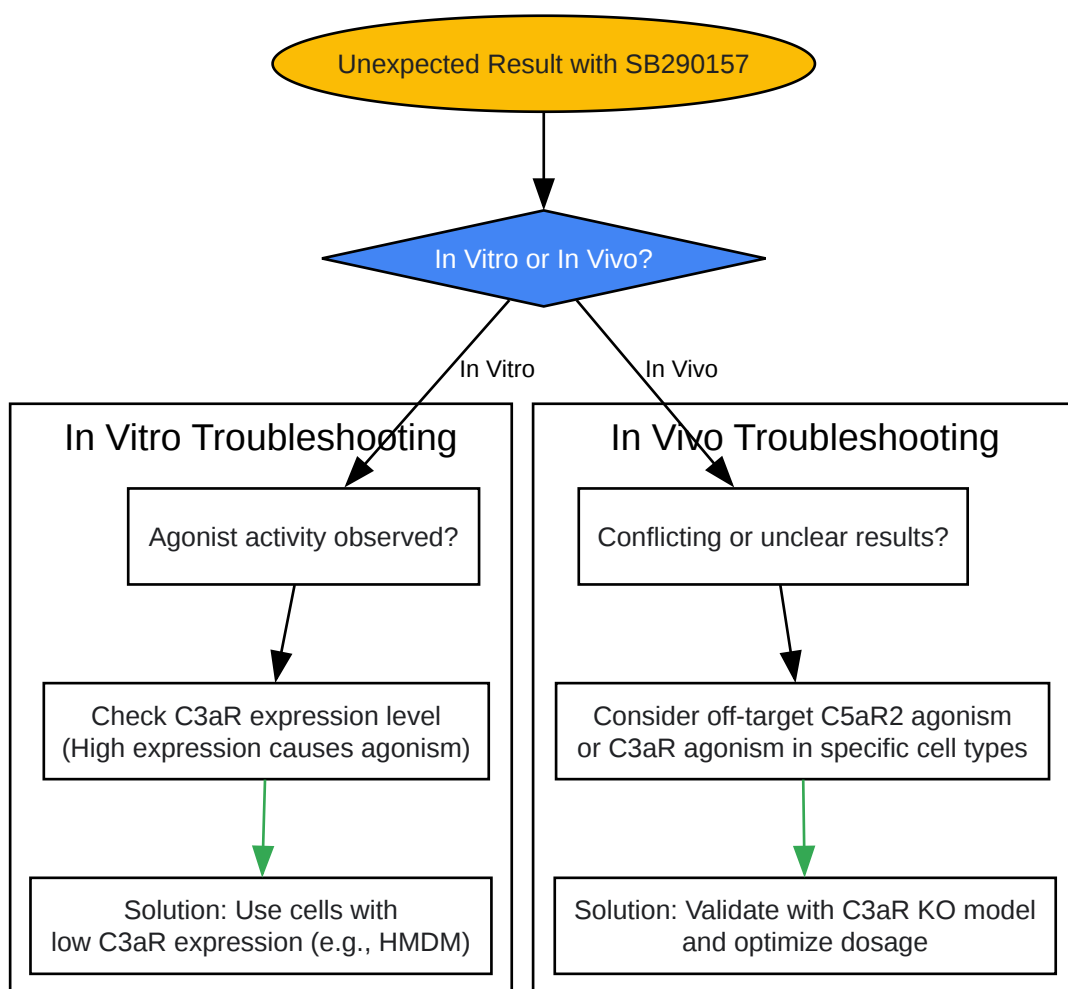 Unexpected Result with SB290157
In Vitro or In Vivo?
In Vitro
In Vivo
In Vitro Troubleshooting
Agonist activity observed?
Check C3aR expression level
(High expression causes agonism)
Solution: Use cells with
low C3aR expression (e.g., HMDM)
In Vivo Troubleshooting
Conflicting or unclear results?
Consider off-target C5aR2 agonism
or C3aR agonism in specific cell types
Solution: Validate with C3aR KO model
and optimize dosage